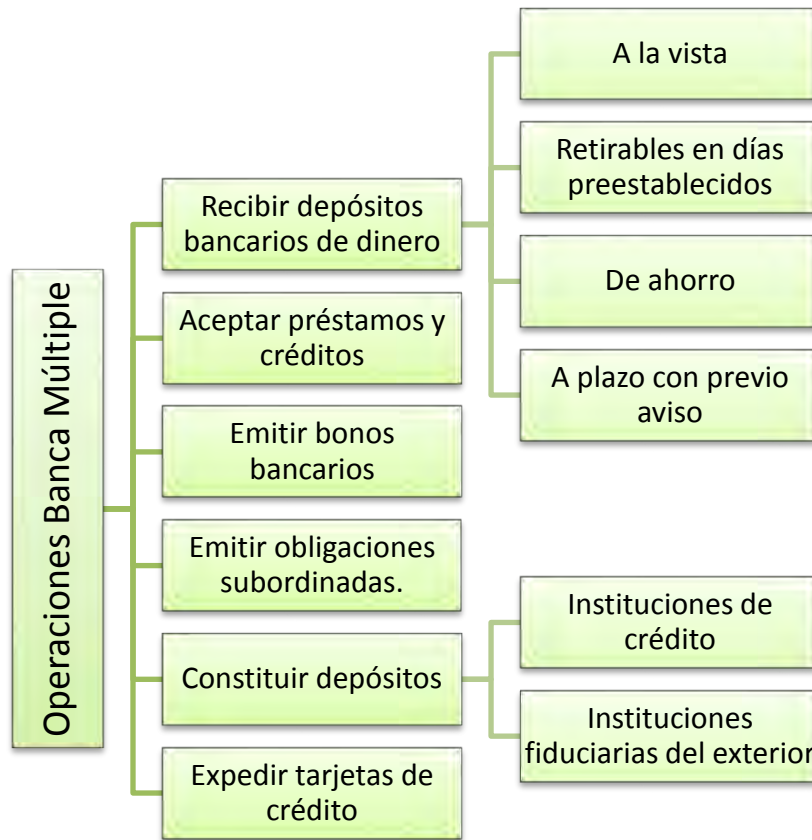 Operaciones Banca Múltiple
Recibir depósitos
bancarios de dinero
A la vista
Retirables en días
preestablecidos
De ahorro
A plazo con previo
aviso
Aceptar préstamos y
créditos
Emitir bonos
bancarios
Emitir obligaciones
subordinadas.
Constituir depósitos
Instituciones de
crédito
Instituciones
fiduciarias del exterior
Expedir tarjetas de
crédito